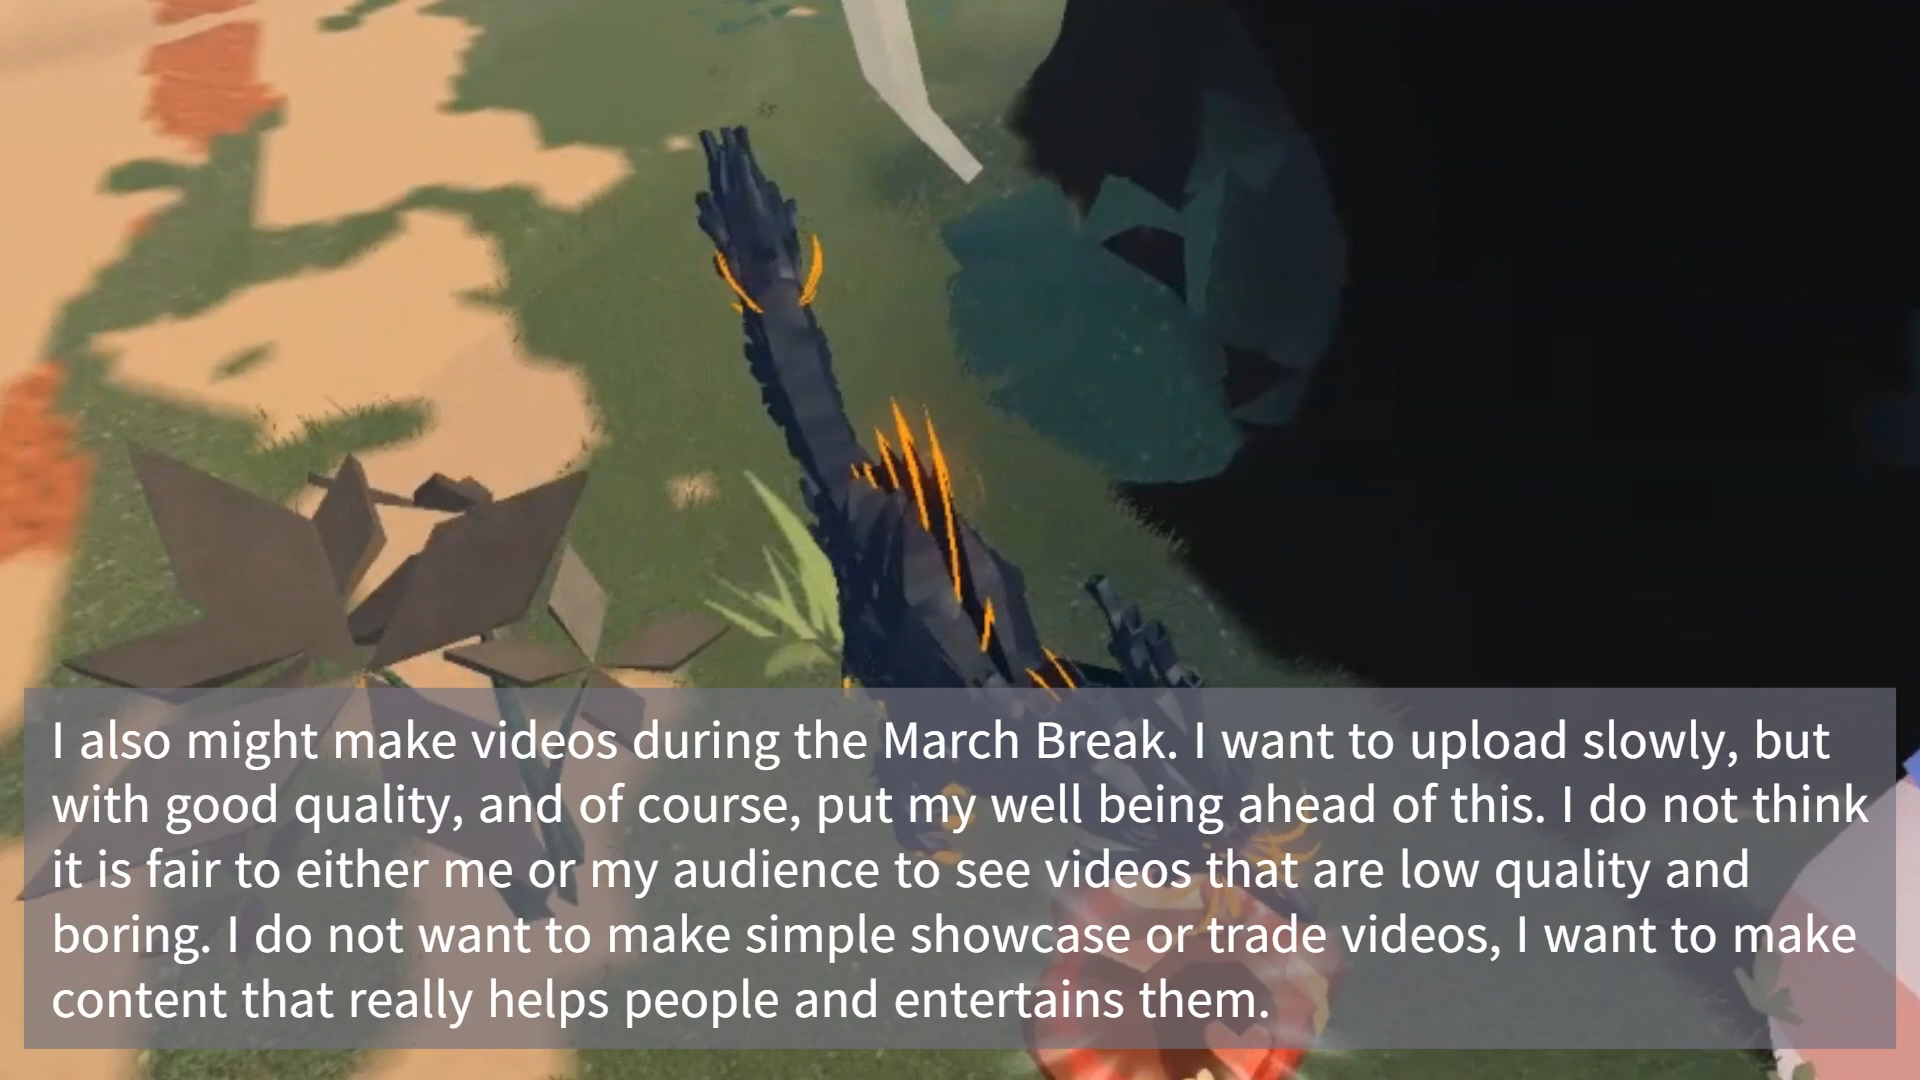 I also might make videos during the March Break. I want to upload slowly, but
with good quality, and of course, put my well being ahead of this. I do not think
it is fair to either me or my audience to see videos that are low quality and
boring. I do not want to make simple showcase or trade videos, I want to make
content that really helps people and entertains them.